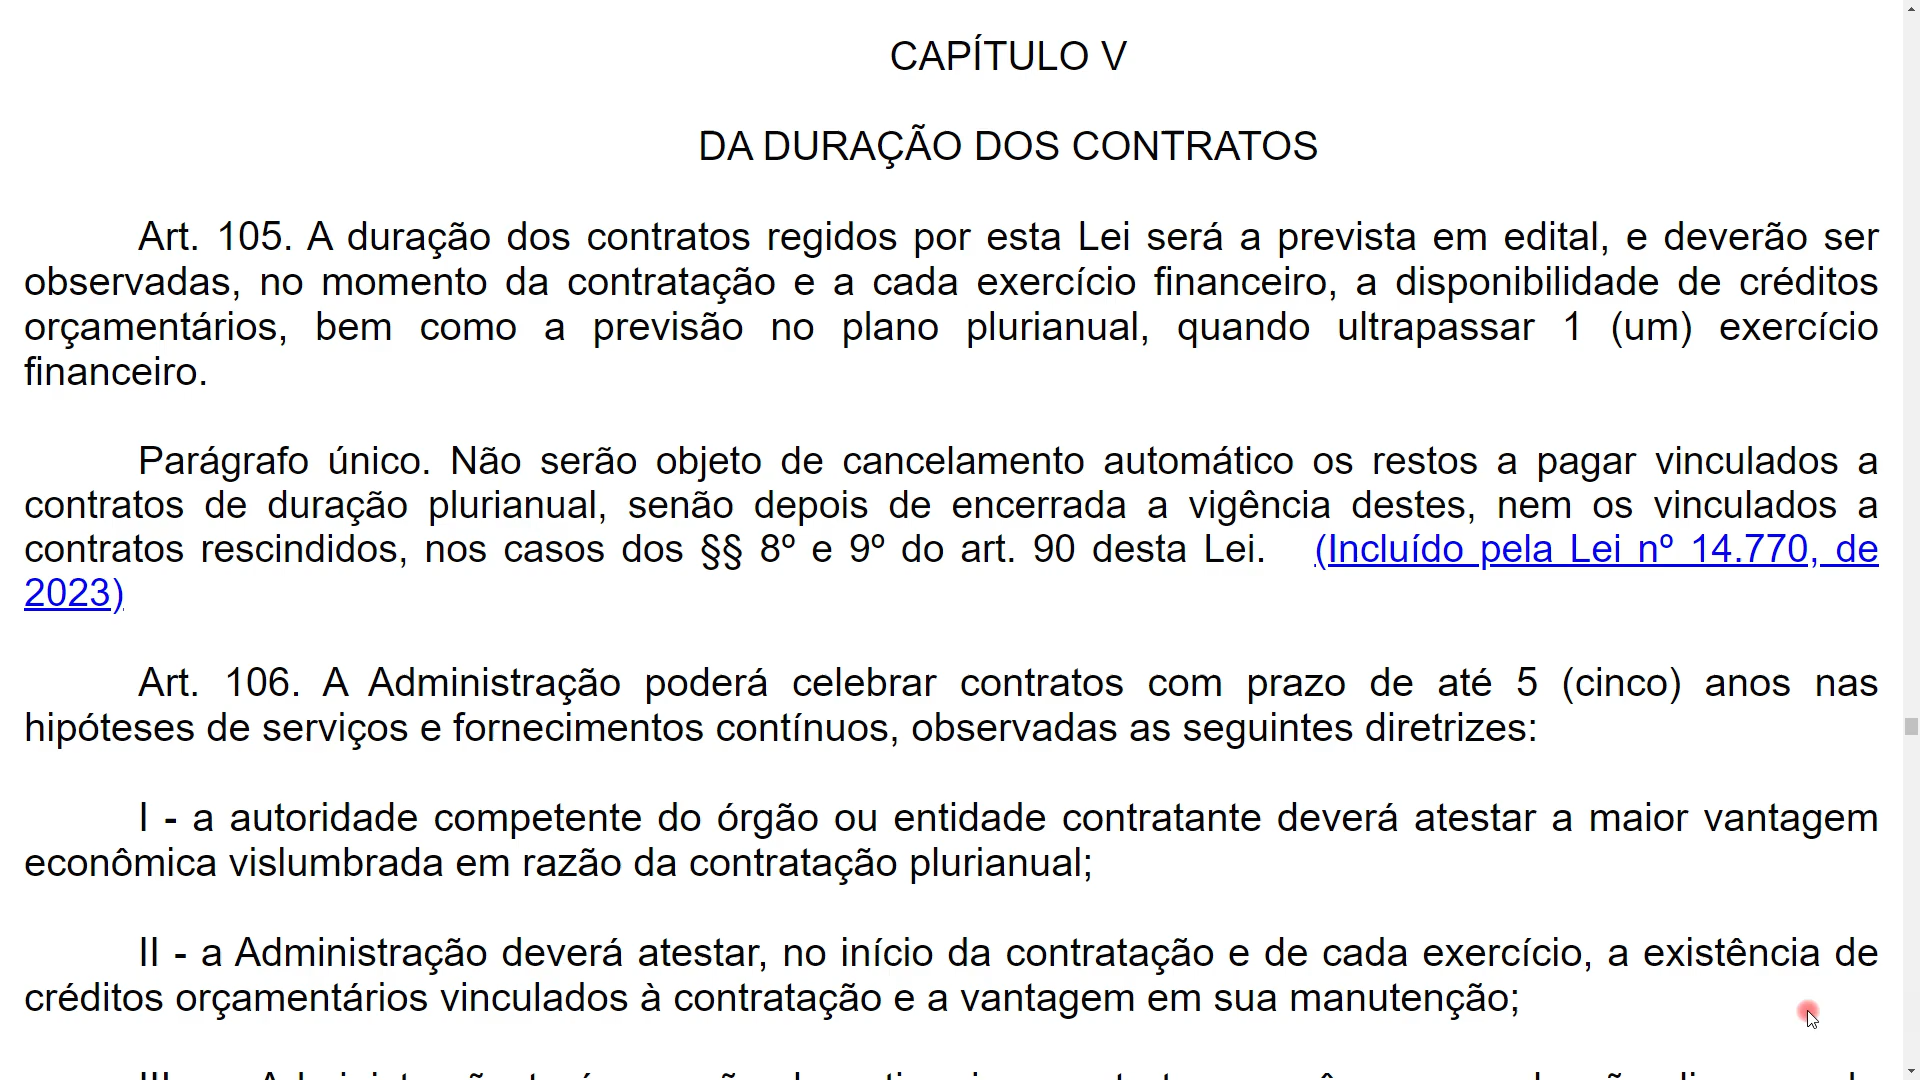 CAPÍTULO V
DA DURAÇÃO DOS CONTRATOS
Art. 105. A duração dos contratos regidos por esta Lei será a prevista em edital, e deverão ser
observadas, no momento da contratação e a cada exercício financeiro, a disponibilidade de créditos
orçamentários, bem como a previsão no plano plurianual, quando ultrapassar 1 (um) exercício
financeiro.
Parágrafo único. Não serão objeto de cancelamento automático os restos a pagar vinculados a
contratos de duração plurianual, senão depois de encerrada a vigência destes, nem os vinculados a
contratos rescindidos, nos casos dos §§ 8º e 9º do art. 90 desta Lei. (Incluído pela Lei nº 14.770, de
2023)
Art. 106. A Administração poderá celebrar contratos com prazo de até 5 (cinco) anos nas
hipóteses de serviços e fornecimentos contínuos, observadas as seguintes diretrizes:
I - a autoridade competente do órgão ou entidade contratante deverá atestar a maior vantagem
econômica vislumbrada em razão da contratação plurianual;
II - a Administração deverá atestar, no início da contratação e de cada exercício, a existência de
créditos orçamentários vinculados à contratação e a vantagem em sua manutenção;